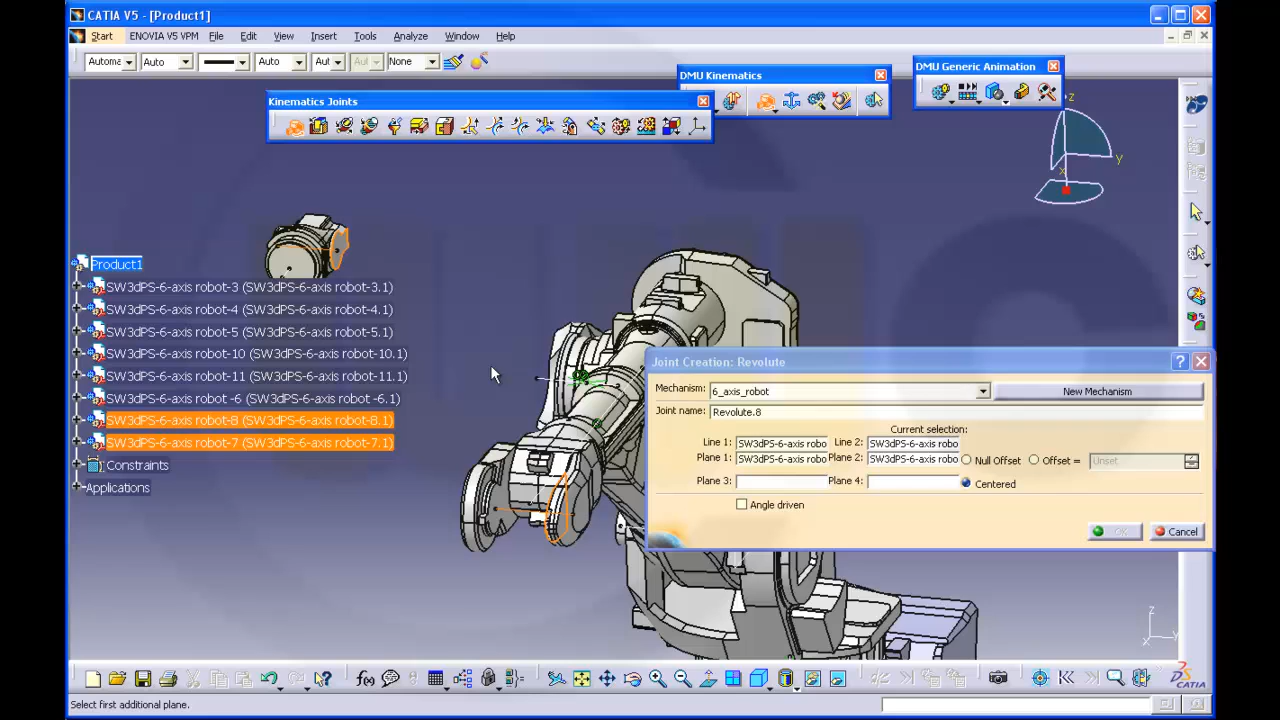 CATIA V5 - [Product1]
Start ENOVIA V5 VPM File Edit View Insert Tools Analyze Window Help
Automa Auto Auto Aut Aut None
DMU Kinematics
DMU Generic Animation
Kinematics Joints
z
y
x
Product1
SW3dPS-6-axis robot-3 (SW3dPS-6-axis robot-3.1)
SW3dPS-6-axis robot-4 (SW3dPS-6-axis robot-4.1)
SW3dPS-6-axis robot-5 (SW3dPS-6-axis robot-5.1)
SW3dPS-6-axis robot-10 (SW3dPS-6-axis robot-10.1)
SW3dPS-6-axis robot-11 (SW3dPS-6-axis robot-11.1)
SW3dPS-6-axis robot -6 (SW3dPS-6-axis robot -6.1)
SW3dPS-6-axis robot-8 (SW3dPS-6-axis robot-8.1)
SW3dPS-6-axis robot-7 (SW3dPS-6-axis robot-7.1)
Constraints
Applications
Joint Creation: Revolute
Mechanism: 6_axis_robot New Mechanism
Joint name: Revolute.8
Current selection:
Line 1: SW3dPS-6-axis robo Line 2: SW3dPS-6-axis robo
Plane 1: SW3dPS-6-axis robo Plane 2: SW3dPS-6-axis robo Null Offset Offset = Unset
Plane 3: Plane 4: Centered
Angle driven
OK Cancel
z
x y
f(x)
CATIA
Select first additional plane.